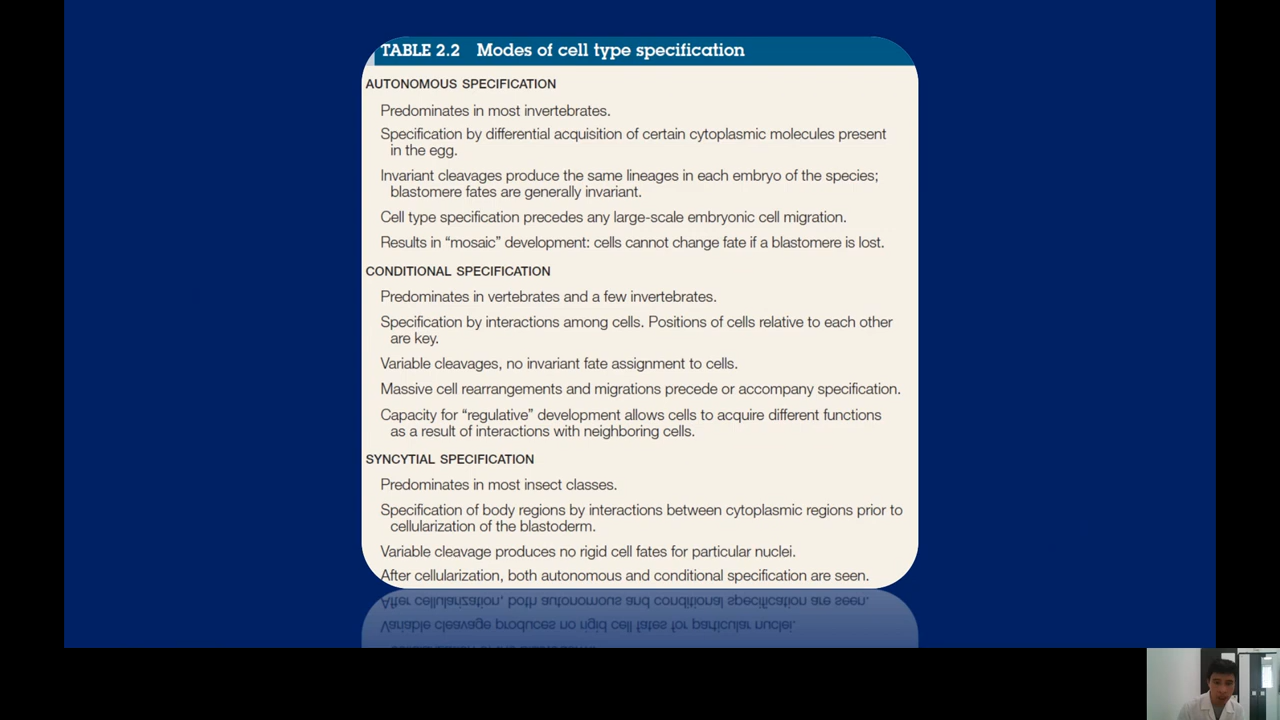 TABLE 2.2 Modes of cell type specification
AUTONOMOUS SPECIFICATION
Predominates in most invertebrates.
Specification by differential acquisition of certain cytoplasmic molecules present
in the egg.
Invariant cleavages produce the same lineages in each embryo of the species;
blastomere fates are generally invariant.
Cell type specification precedes any large-scale embryonic cell migration.
Results in “mosaic” development: cells cannot change fate if a blastomere is lost.
CONDITIONAL SPECIFICATION
Predominates in vertebrates and a few invertebrates.
Specification by interactions among cells. Positions of cells relative to each other
are key.
Variable cleavages, no invariant fate assignment to cells.
Massive cell rearrangements and migrations precede or accompany specification.
Capacity for “regulative” development allows cells to acquire different functions
as a result of interactions with neighboring cells.
SYNCYTIAL SPECIFICATION
Predominates in most insect classes.
Specification of body regions by interactions between cytoplasmic regions prior to
cellularization of the blastoderm.
Variable cleavage produces no rigid cell fates for particular nuclei.
After cellularization, both autonomous and conditional specification are seen.